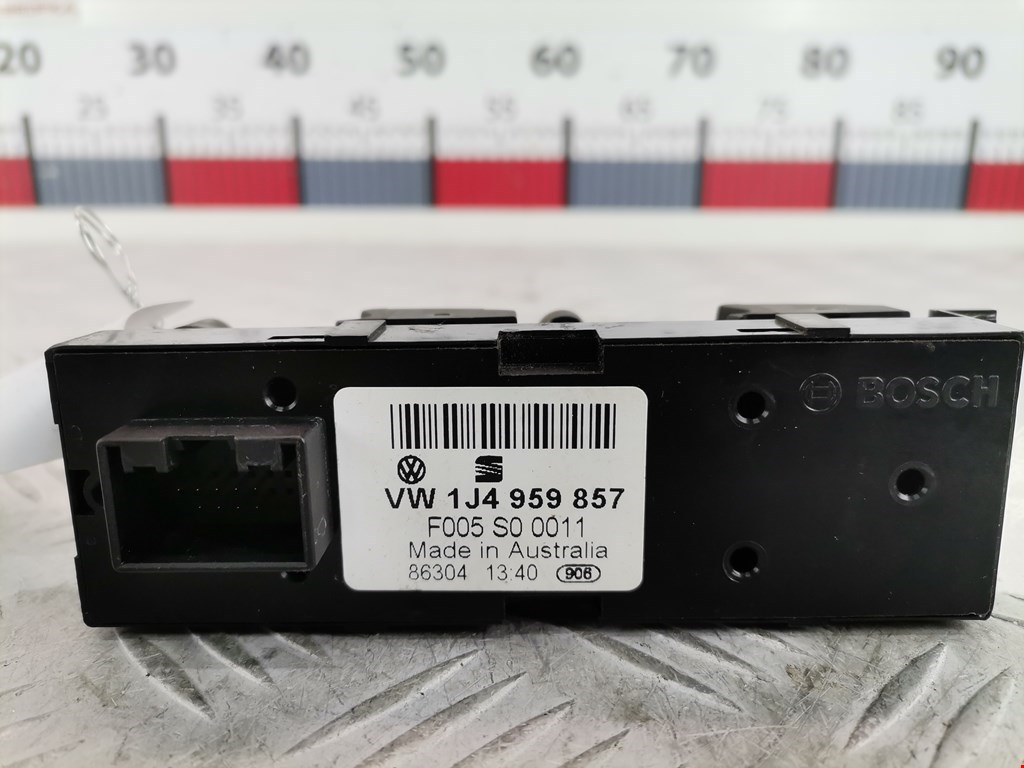 20 30 40 50 60 70 80 90
25 35 45 55 65 75 85
BOSCH
VW 1J4 959 857
F005 S0 0011
Made in Australia
86304 13:40 906